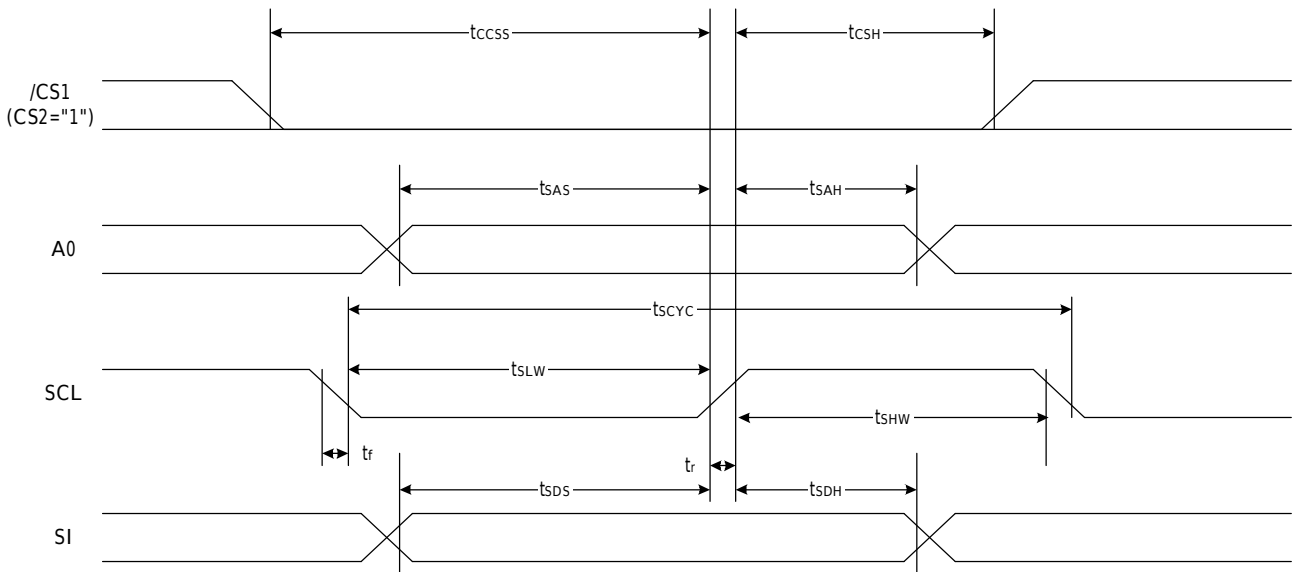 tCCSS
tCSH
/CS1
(CS2="1")
tSAS
tSAH
A0
tSCYC
tSLW
SCL
tSHW
tf
tr
tSDS
tSDH
SI